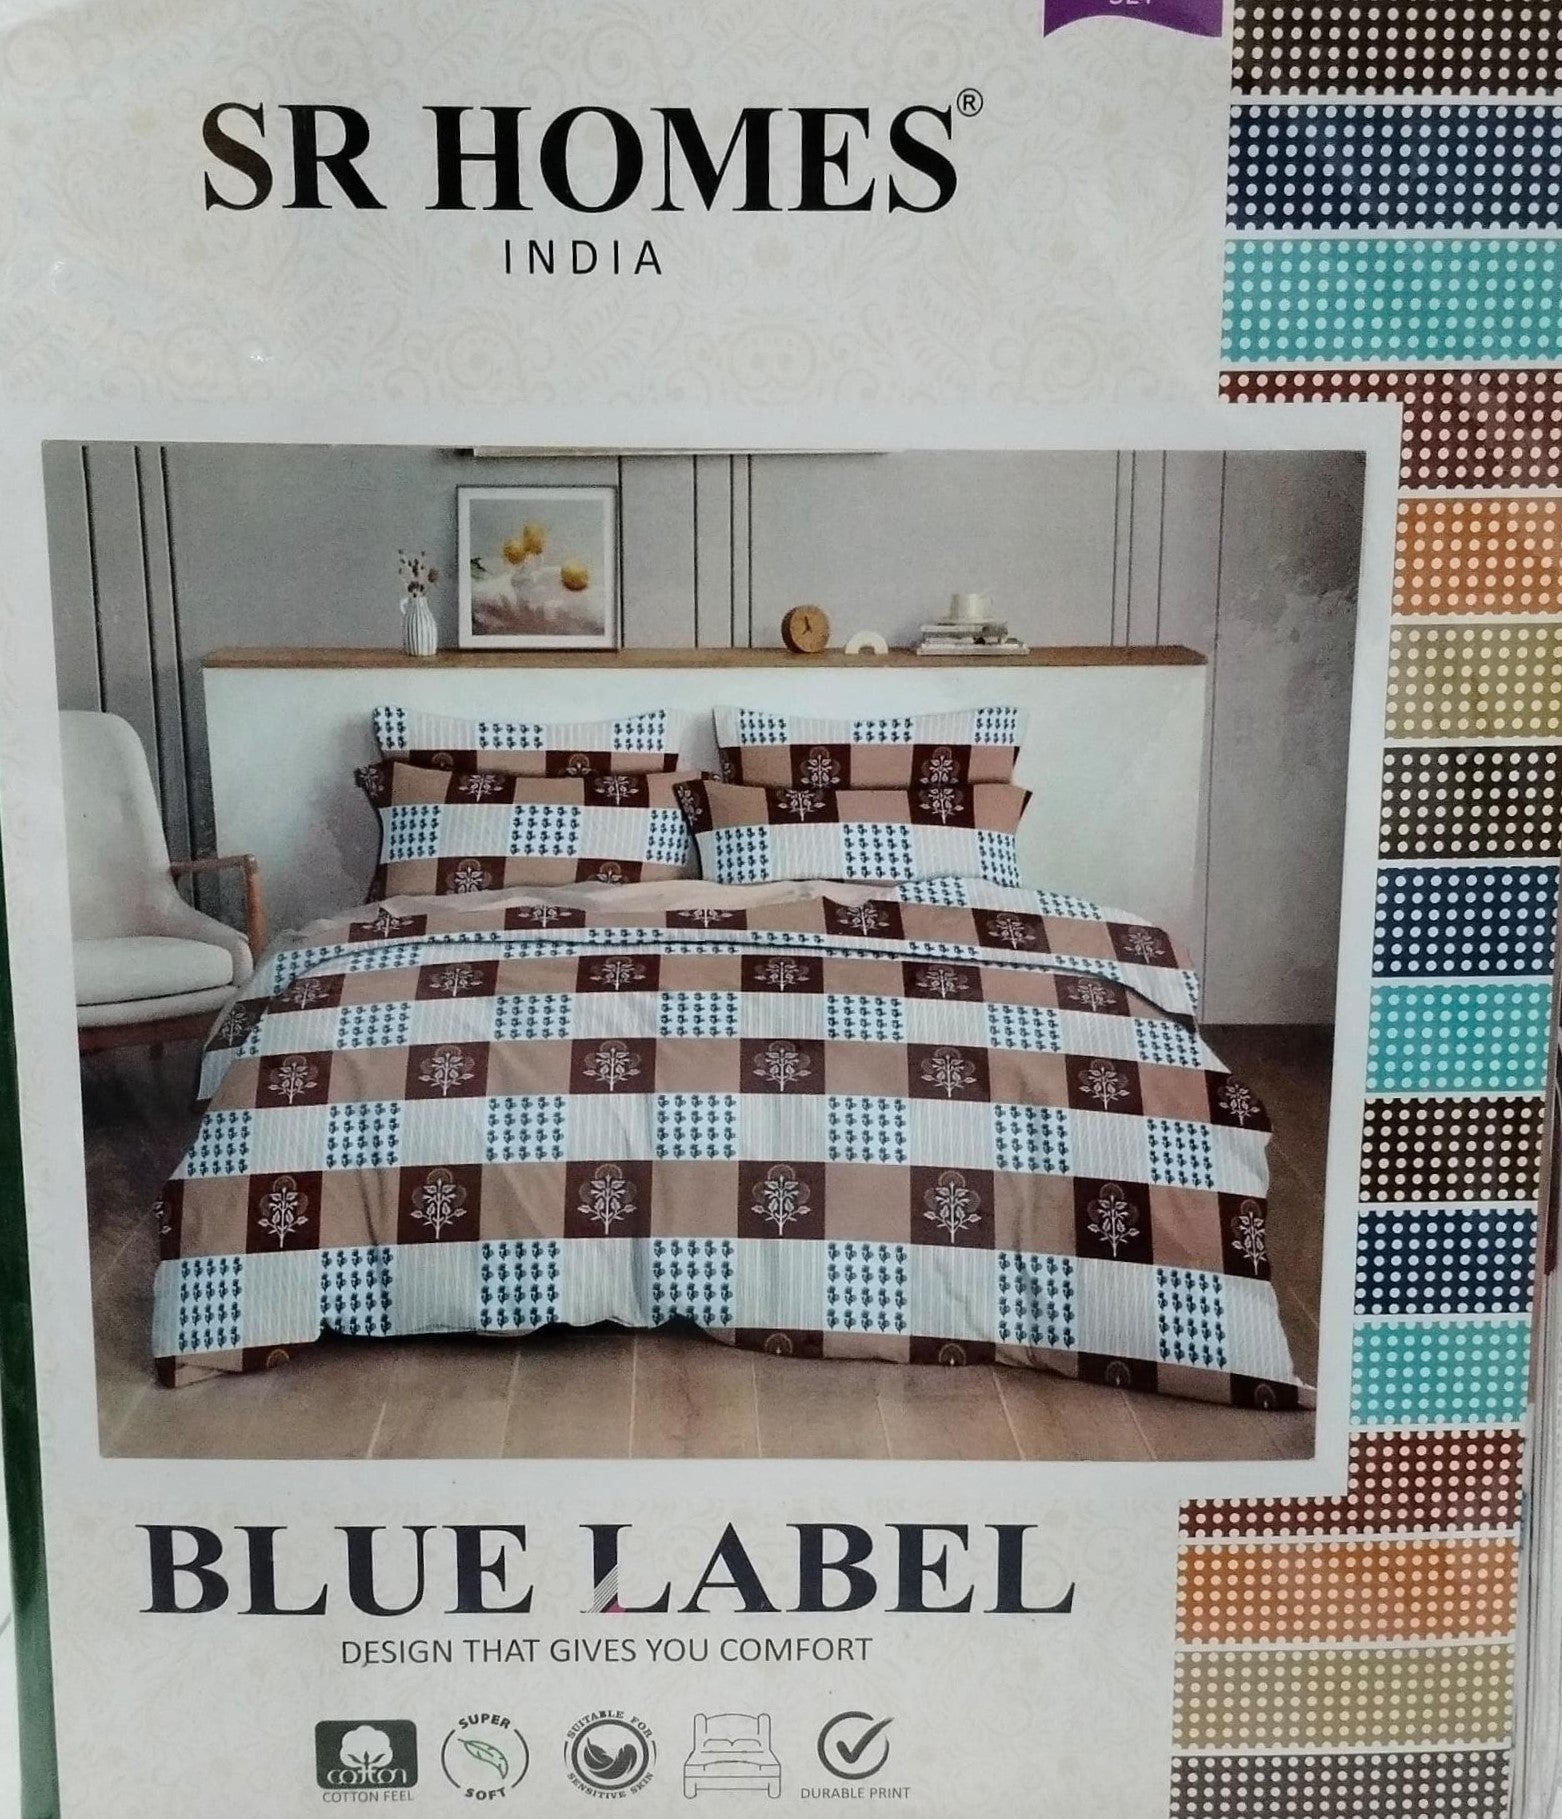 SET
SR HOMES®
INDIA
BLUE LABEL
DESIGN THAT GIVES YOU COMFORT
cotton
COTTON FEEL
SUPER
SOFT
SUITABLE FOR
SENSITIVE SKIN
DURABLE PRINT